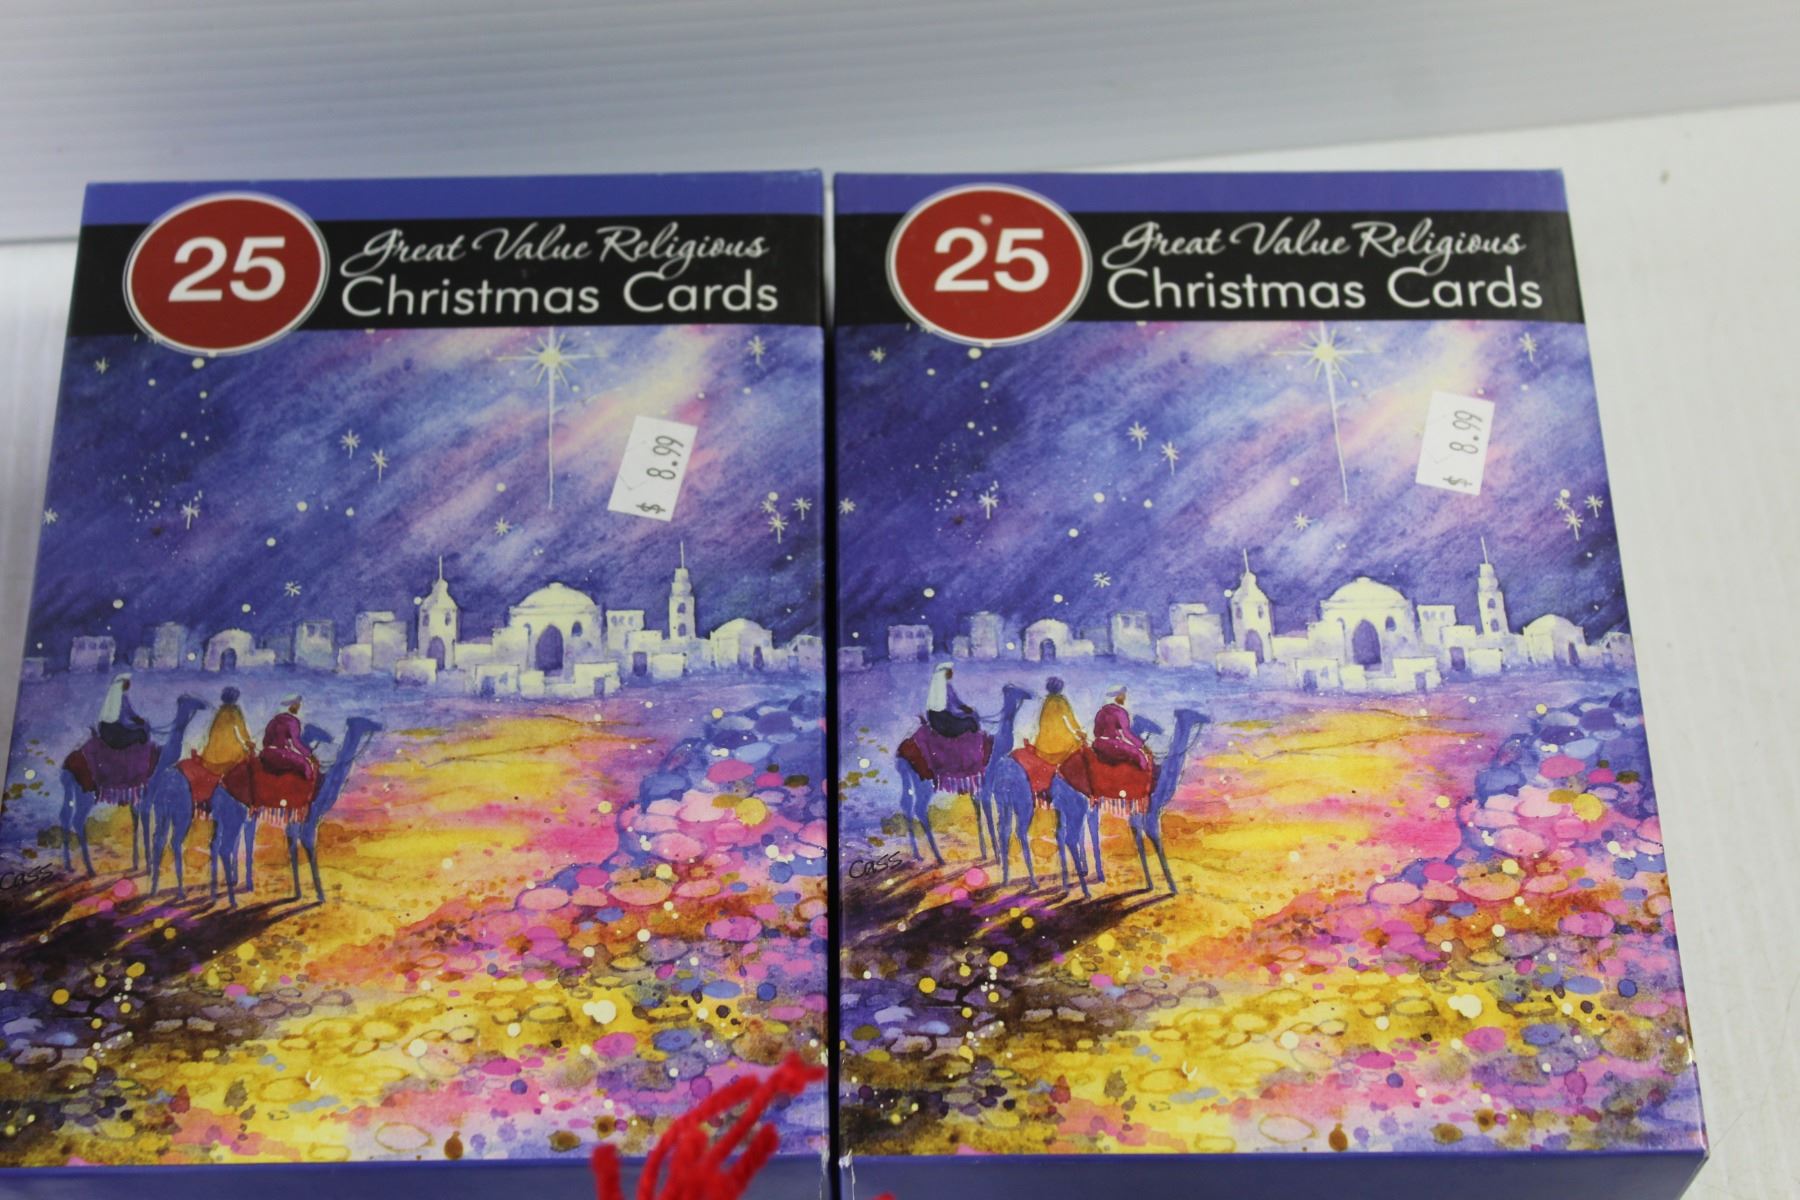 25
Great Value Religious
Christmas Cards
$ 8.99
Cass
25
Great Value Religious
Christmas Cards
$ 8.99
Cass